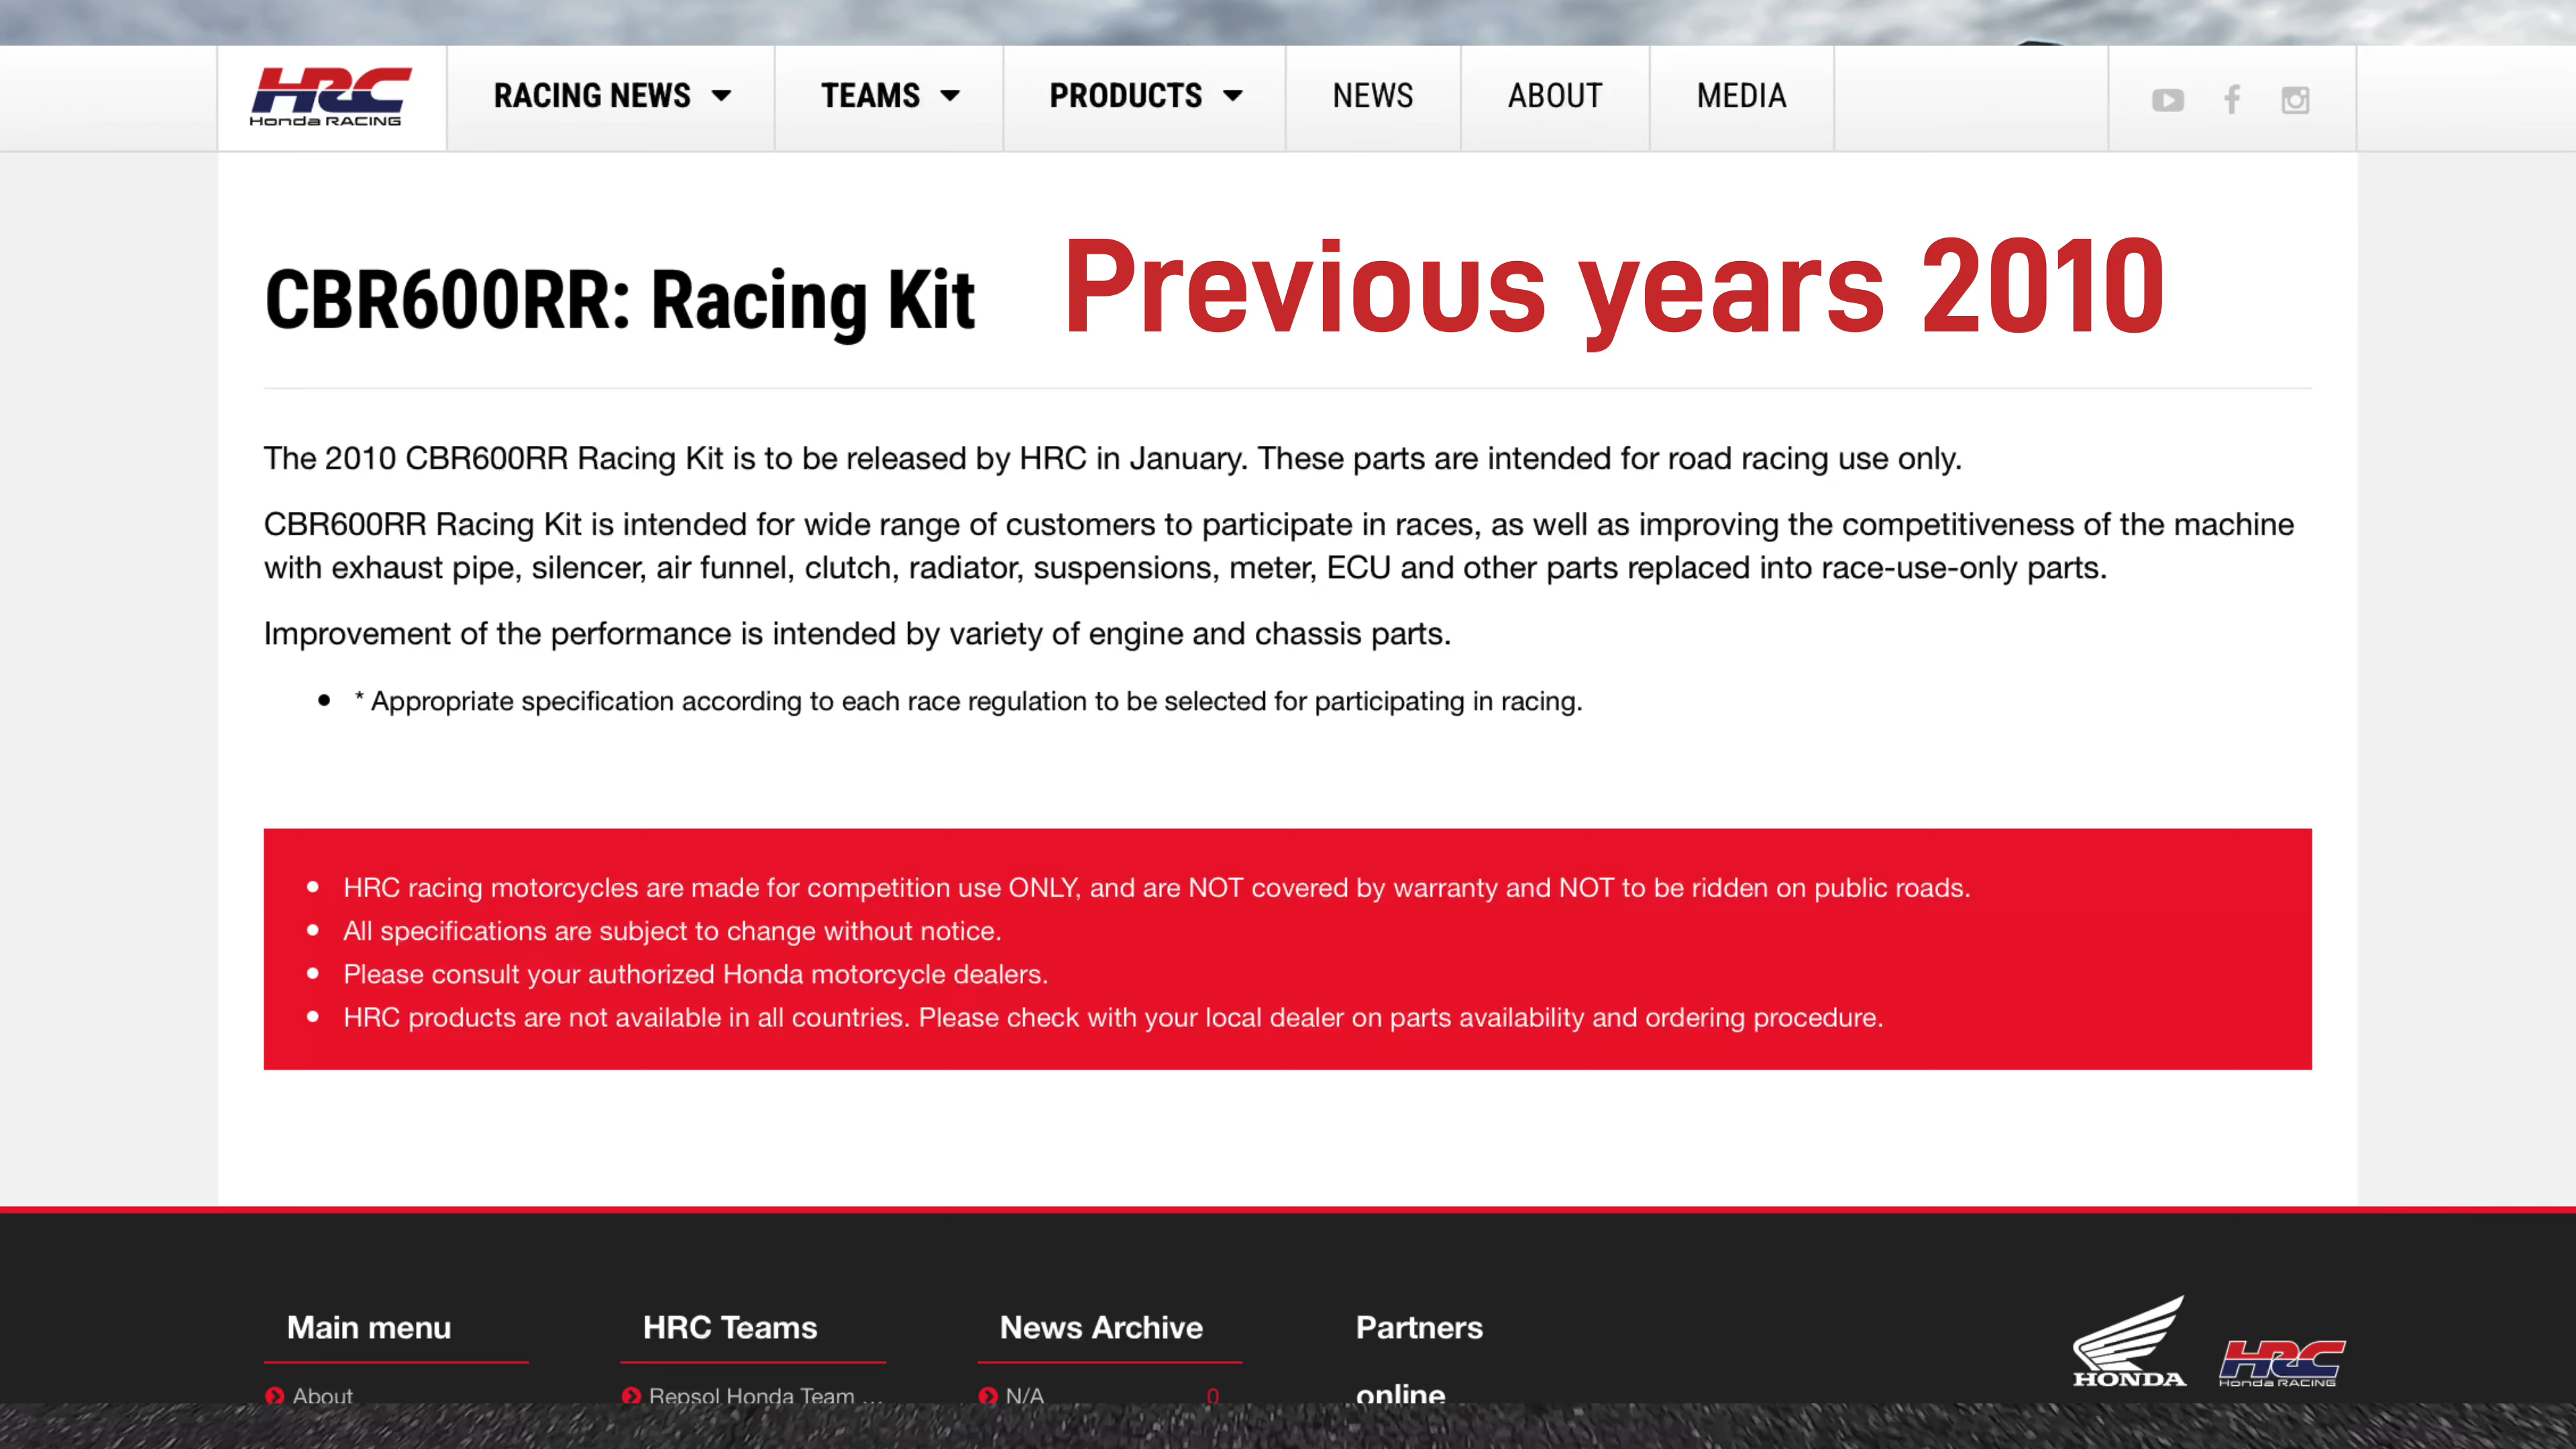 HRC
Honda RACING
RACING NEWS
TEAMS
PRODUCTS
NEWS
ABOUT
MEDIA
CBR600RR: Racing Kit
Previous years 2010
The 2010 CBR600RR Racing Kit is to be released by HRC in January. These parts are intended for road racing use only.
CBR600RR Racing Kit is intended for wide range of customers to participate in races, as well as improving the competitiveness of the machine
with exhaust pipe, silencer, air funnel, clutch, radiator, suspensions, meter, ECU and other parts replaced into race-use-only parts.
Improvement of the performance is intended by variety of engine and chassis parts.
• * Appropriate specification according to each race regulation to be selected for participating in racing.
• HRC racing motorcycles are made for competition use ONLY, and are NOT covered by warranty and NOT to be ridden on public roads.
• All specifications are subject to change without notice.
• Please consult your authorized Honda motorcycle dealers.
• HRC products are not available in all countries. Please check with your local dealer on parts availability and ordering procedure.
Main menu
HRC Teams
News Archive
Partners
About
Repsol Honda Team ...
N/A
0
online
HONDA
HRC
Honda RACING